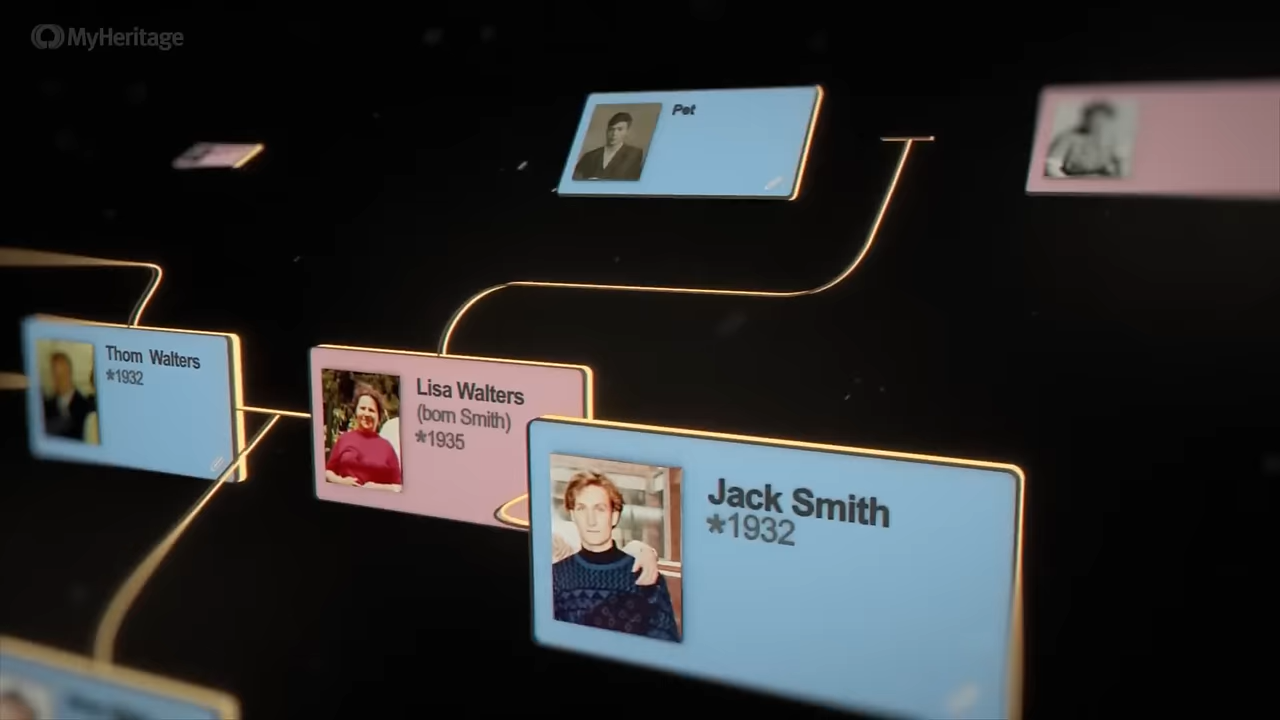 MyHeritage
Pet
Thom Walters
*1932
Lisa Walters
(born Smith)
*1935
Jack Smith
*1932